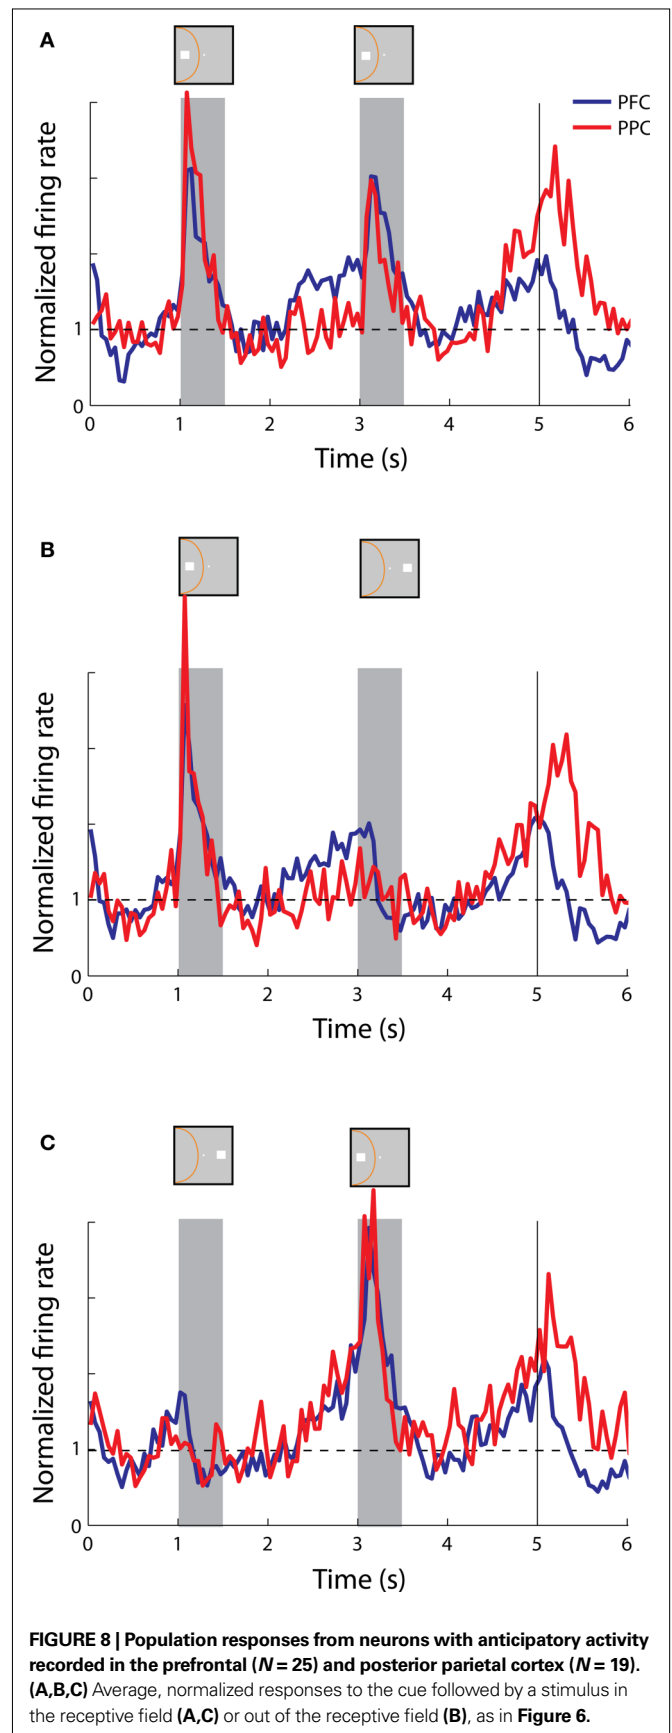 A
PFC
PPC
Normalized firing rate
1
0
0 1 2 3 4 5 6
Time (s)
B
Normalized firing rate
1
0
0 1 2 3 4 5 6
Time (s)
C
Normalized firing rate
1
0
0 1 2 3 4 5 6
Time (s)
FIGURE 8 | Population responses from neurons with anticipatory activity
recorded in the prefrontal (N = 25) and posterior parietal cortex (N = 19).
(A,B,C) Average, normalized responses to the cue followed by a stimulus in
the receptive field (A,C) or out of the receptive field (B), as in Figure 6.